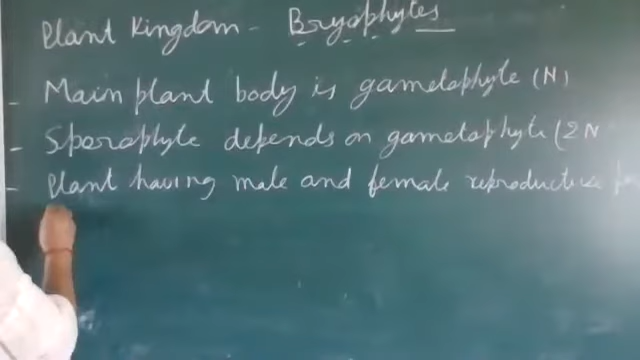 Plant Kingdom - Bryophytes
- Main plant body is gametophyte (N)
- Sporophyte depends on gametophyte (2N
- Plant having male and female reproductive